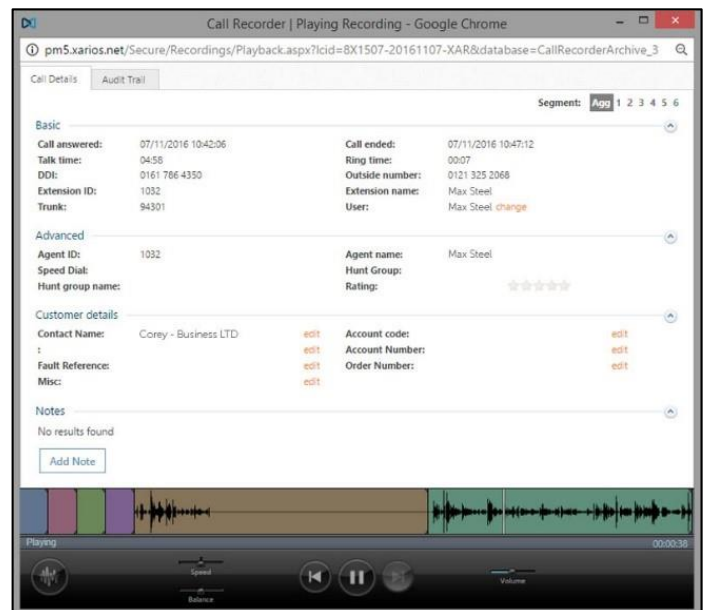 Call Recorder | Playing Recording - Google Chrome
pm5.xarios.net/Secure/Recordings/Playback.aspx?lcid=8X1507-20161107-XAR&database=CallRecorderArchive_3
Call Details Audit Trail
Segment: Agg 1 2 3 4 5 6
Basic
Call answered: 07/11/2016 10:42:06 Call ended: 07/11/2016 10:47:12
Talk time: 04:58 Ring time: 00:07
DDI: 0161 786 4350 Outside number: 0121 325 2068
Extension ID: 1032 Extension name: Max Steel
Trunk: 94301 User: Max Steel change
Advanced
Agent ID: 1032 Agent name: Max Steel
Speed Dial: Hunt Group:
Hunt group name: Rating:
Customer details
Contact Name: Corey - Business LTD edit Account code: edit
: edit Account Number: edit
Fault Reference: edit Order Number: edit
Misc: edit
Notes
No results found
Add Note
Playing 00:00:38
Speed
Balance
Volume